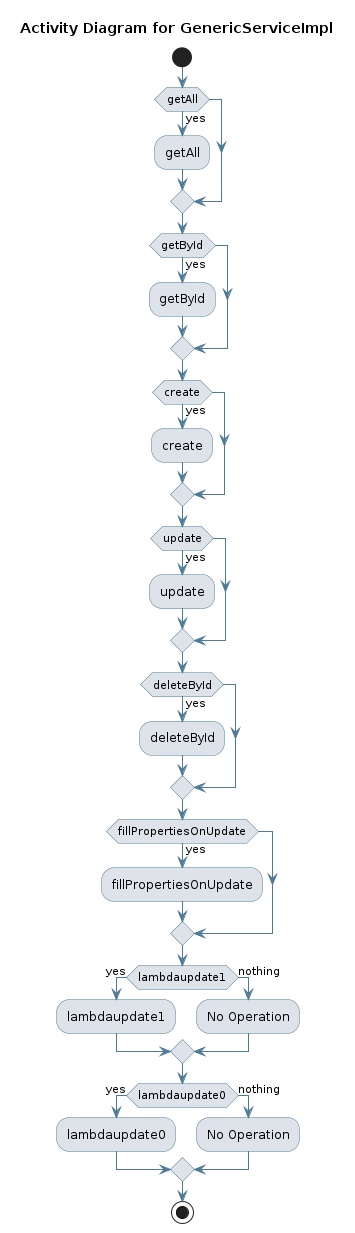 Activity Diagram for GenericServiceImpl
getAll
yes
getAll
getById
yes
getById
create
yes
create
update
yes
update
deleteById
yes
deleteById
fillPropertiesOnUpdate
yes
fillPropertiesOnUpdate
yes lambdaupdate1 nothing
lambdaupdate1 No Operation
yes lambdaupdate0 nothing
lambdaupdate0 No Operation